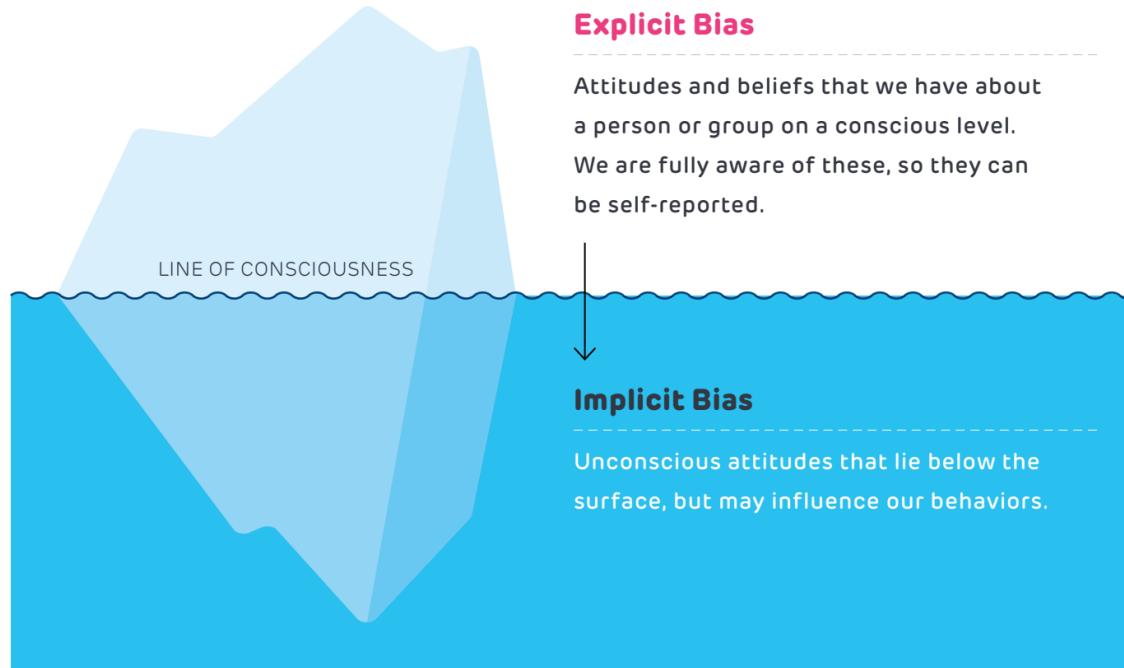 Explicit Bias
Attitudes and beliefs that we have about
a person or group on a conscious level.
We are fully aware of these, so they can
be self-reported.
LINE OF CONSCIOUSNESS
Implicit Bias
Unconscious attitudes that lie below the
surface, but may influence our behaviors.